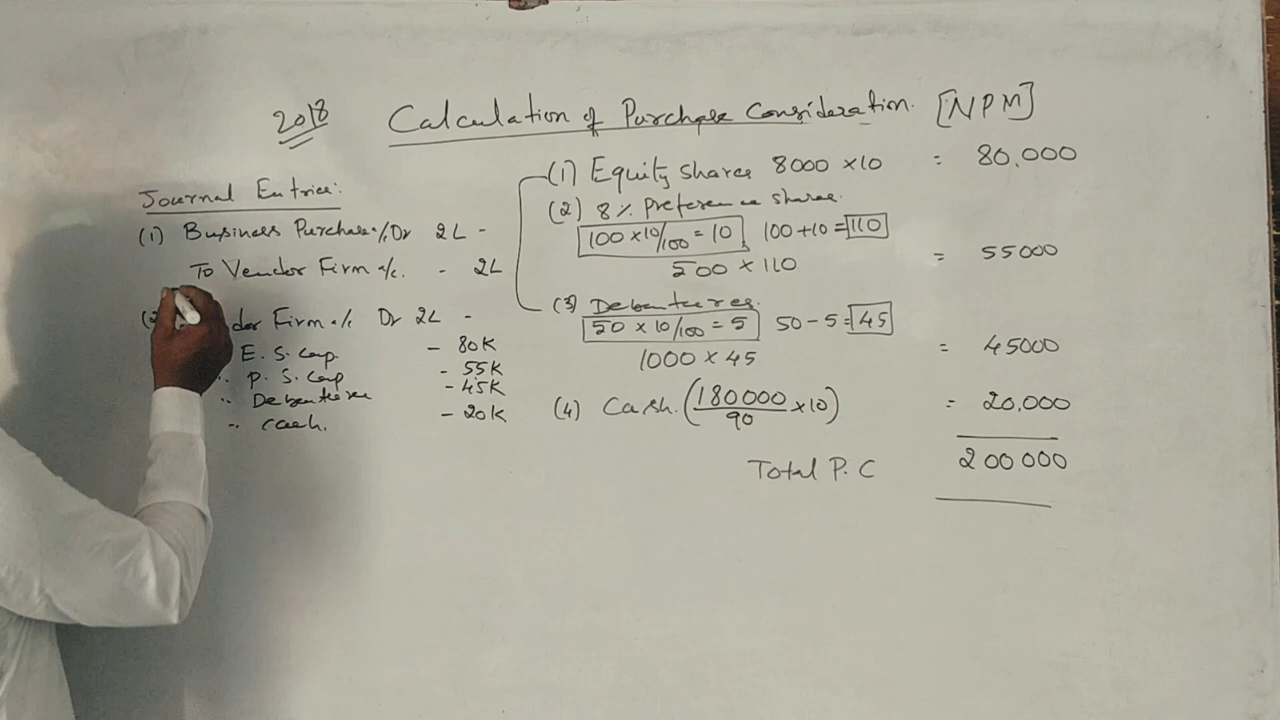 2018
Calculation of Purchase Consideration. [NPM]
Journal Entries:
(1) Business Purchase a/c Dr 2L -
To Vendor Firm a/c. - 2L
(2) dor Firm a/c Dr 2L -
E. S. Cap. - 80K
" P. S. Cap - 55K
" Debenture - 45K
" Cash. - 20K
(1) Equity Shares 8000 × 10 = 80,000
(2) 8% Preference Shares.
100 × 10/100 = 10 100 + 10 = 110
500 × 110 = 55000
(3) Debentures.
50 × 10/100 = 5 50 - 5 = 45
1000 × 45 = 45000
(4) Cash. (180000/90 × 10) = 20,000
Total P. C 200000